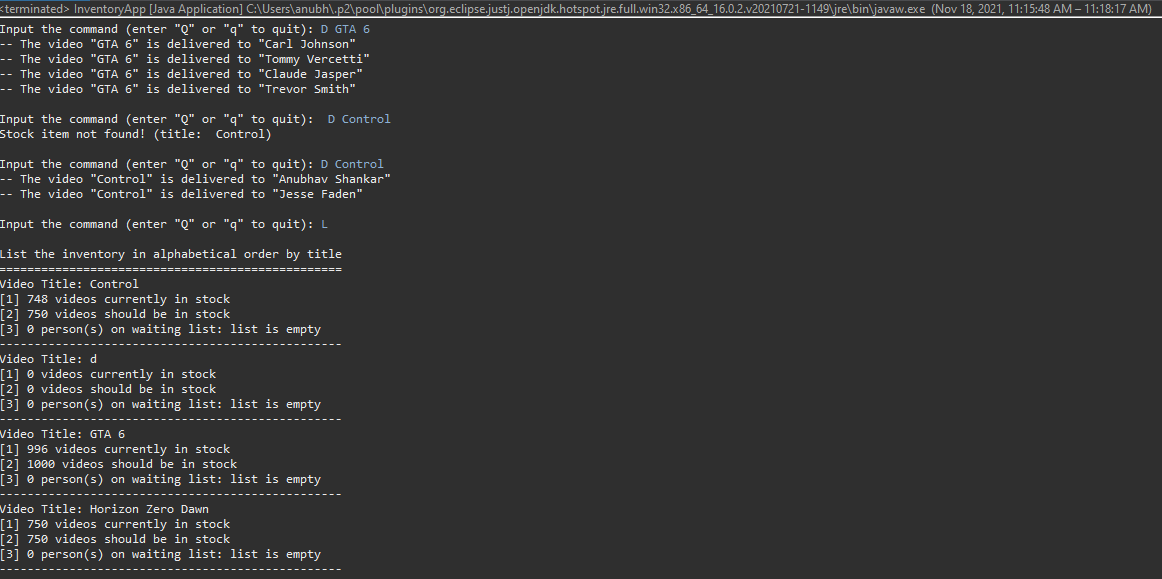 <terminated> InventoryApp [Java Application] C:\Users\anubh\.p2\pool\plugins\org.eclipse.justj.openjdk.hotspot.jre.full.win32.x86_64_16.0.2.v20210721-1149\jre\bin\javaw.exe (Nov 18, 2021, 11:15:48 AM – 11:18:17 AM)
Input the command (enter "Q" or "q" to quit): D GTA 6
-- The video "GTA 6" is delivered to "Carl Johnson"
-- The video "GTA 6" is delivered to "Tommy Vercetti"
-- The video "GTA 6" is delivered to "Claude Jasper"
-- The video "GTA 6" is delivered to "Trevor Smith"
Input the command (enter "Q" or "q" to quit):  D Control
Stock item not found! (title:  Control)
Input the command (enter "Q" or "q" to quit): D Control
-- The video "Control" is delivered to "Anubhav Shankar"
-- The video "Control" is delivered to "Jesse Faden"
Input the command (enter "Q" or "q" to quit): L
List the inventory in alphabetical order by title
=================================================
Video Title: Control
[1] 748 videos currently in stock
[2] 750 videos should be in stock
[3] 0 person(s) on waiting list: list is empty
-------------------------------------------------
Video Title: d
[1] 0 videos currently in stock
[2] 0 videos should be in stock
[3] 0 person(s) on waiting list: list is empty
-------------------------------------------------
Video Title: GTA 6
[1] 996 videos currently in stock
[2] 1000 videos should be in stock
[3] 0 person(s) on waiting list: list is empty
-------------------------------------------------
Video Title: Horizon Zero Dawn
[1] 750 videos currently in stock
[2] 750 videos should be in stock
[3] 0 person(s) on waiting list: list is empty
-------------------------------------------------